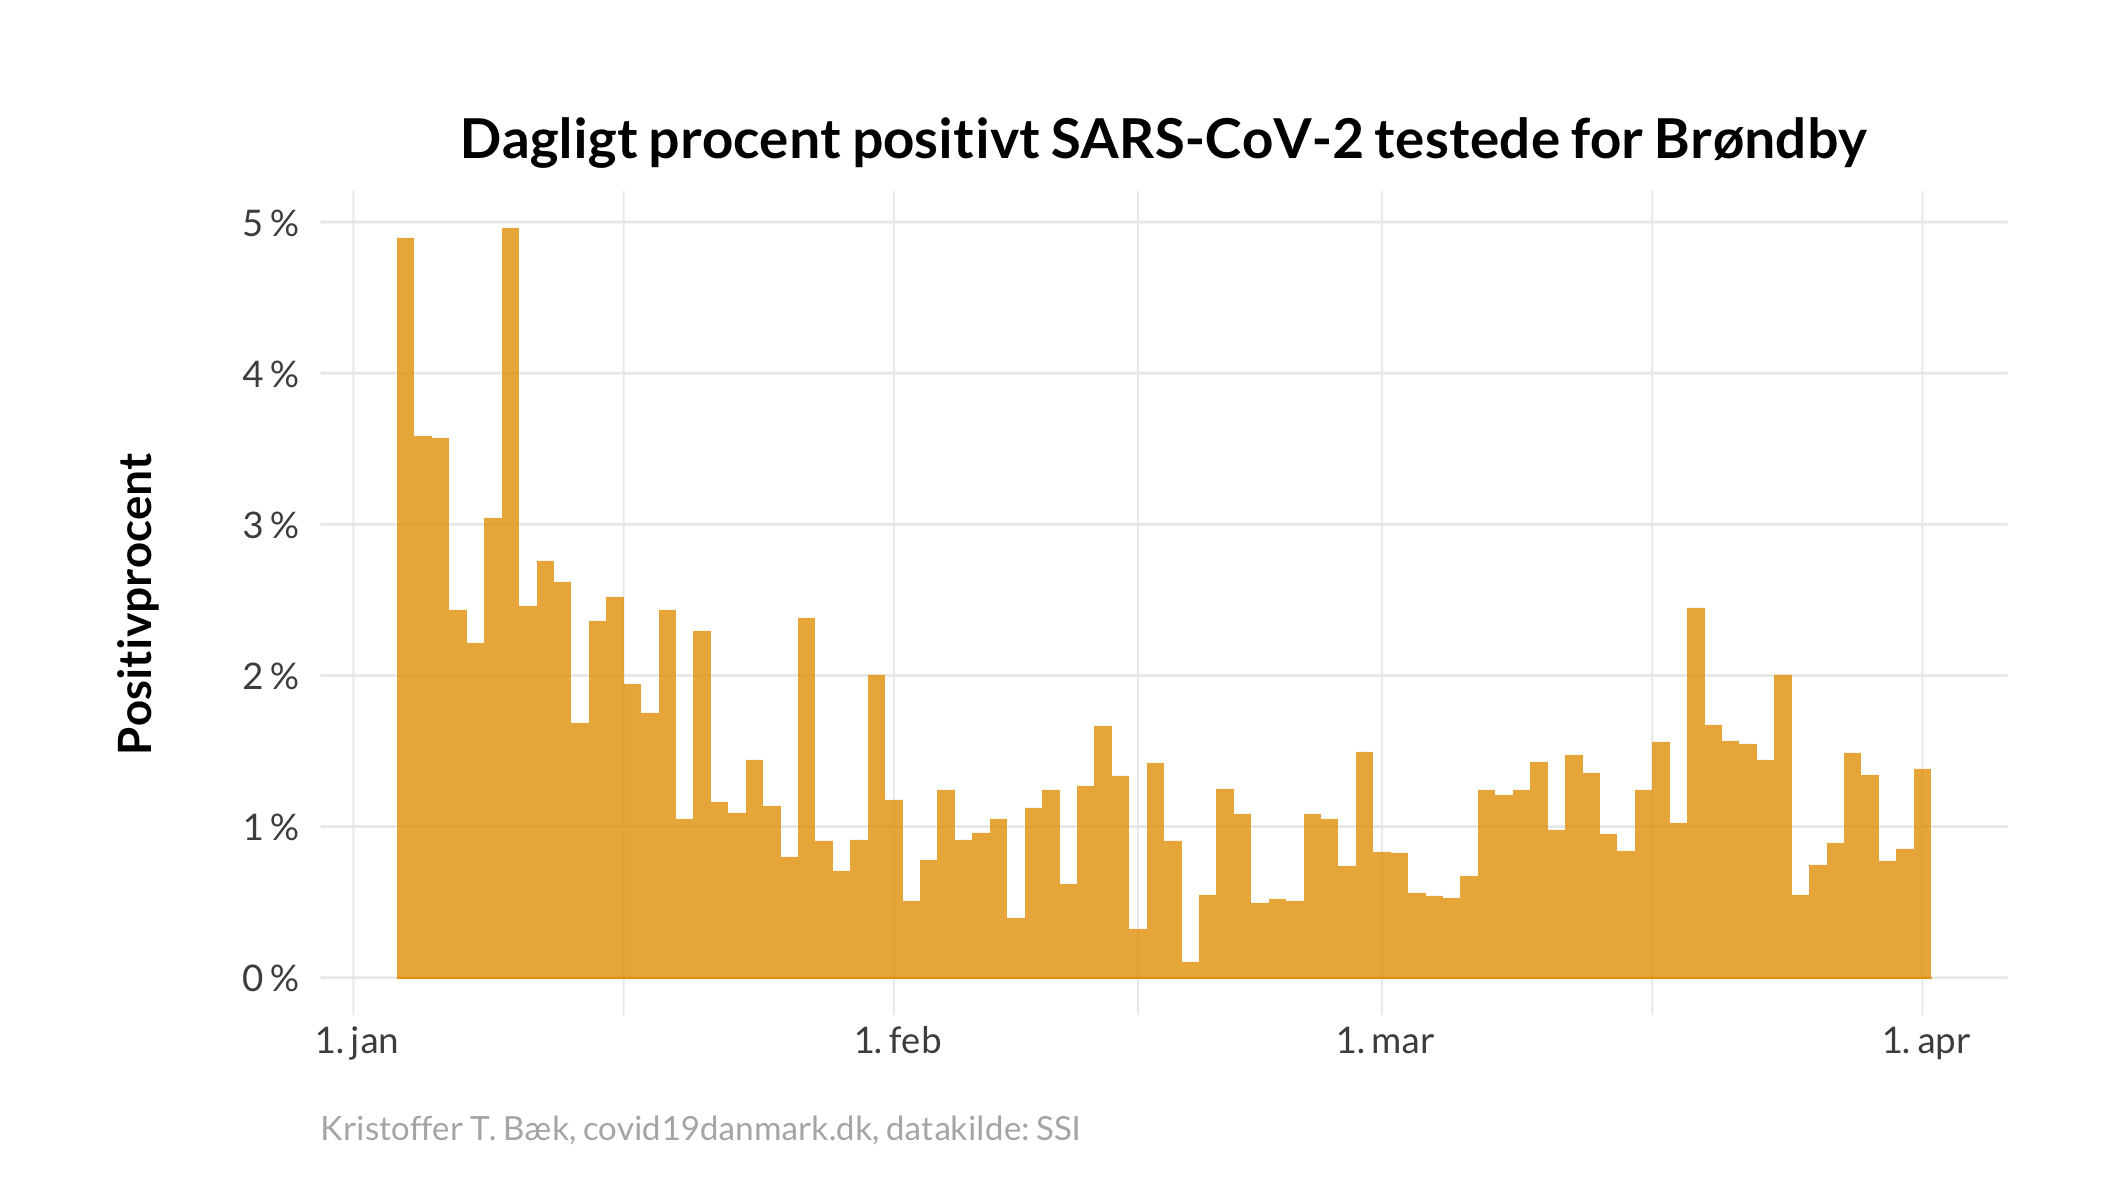 Dagligt procent positivt SARS-CoV-2 testede for Brøndby
Positivprocent
5 %
4 %
3 %
2 %
1 %
0 %
1. jan
1. feb
1. mar
1. apr
Kristoffer T. Bæk, covid19danmark.dk, datakilde: SSI